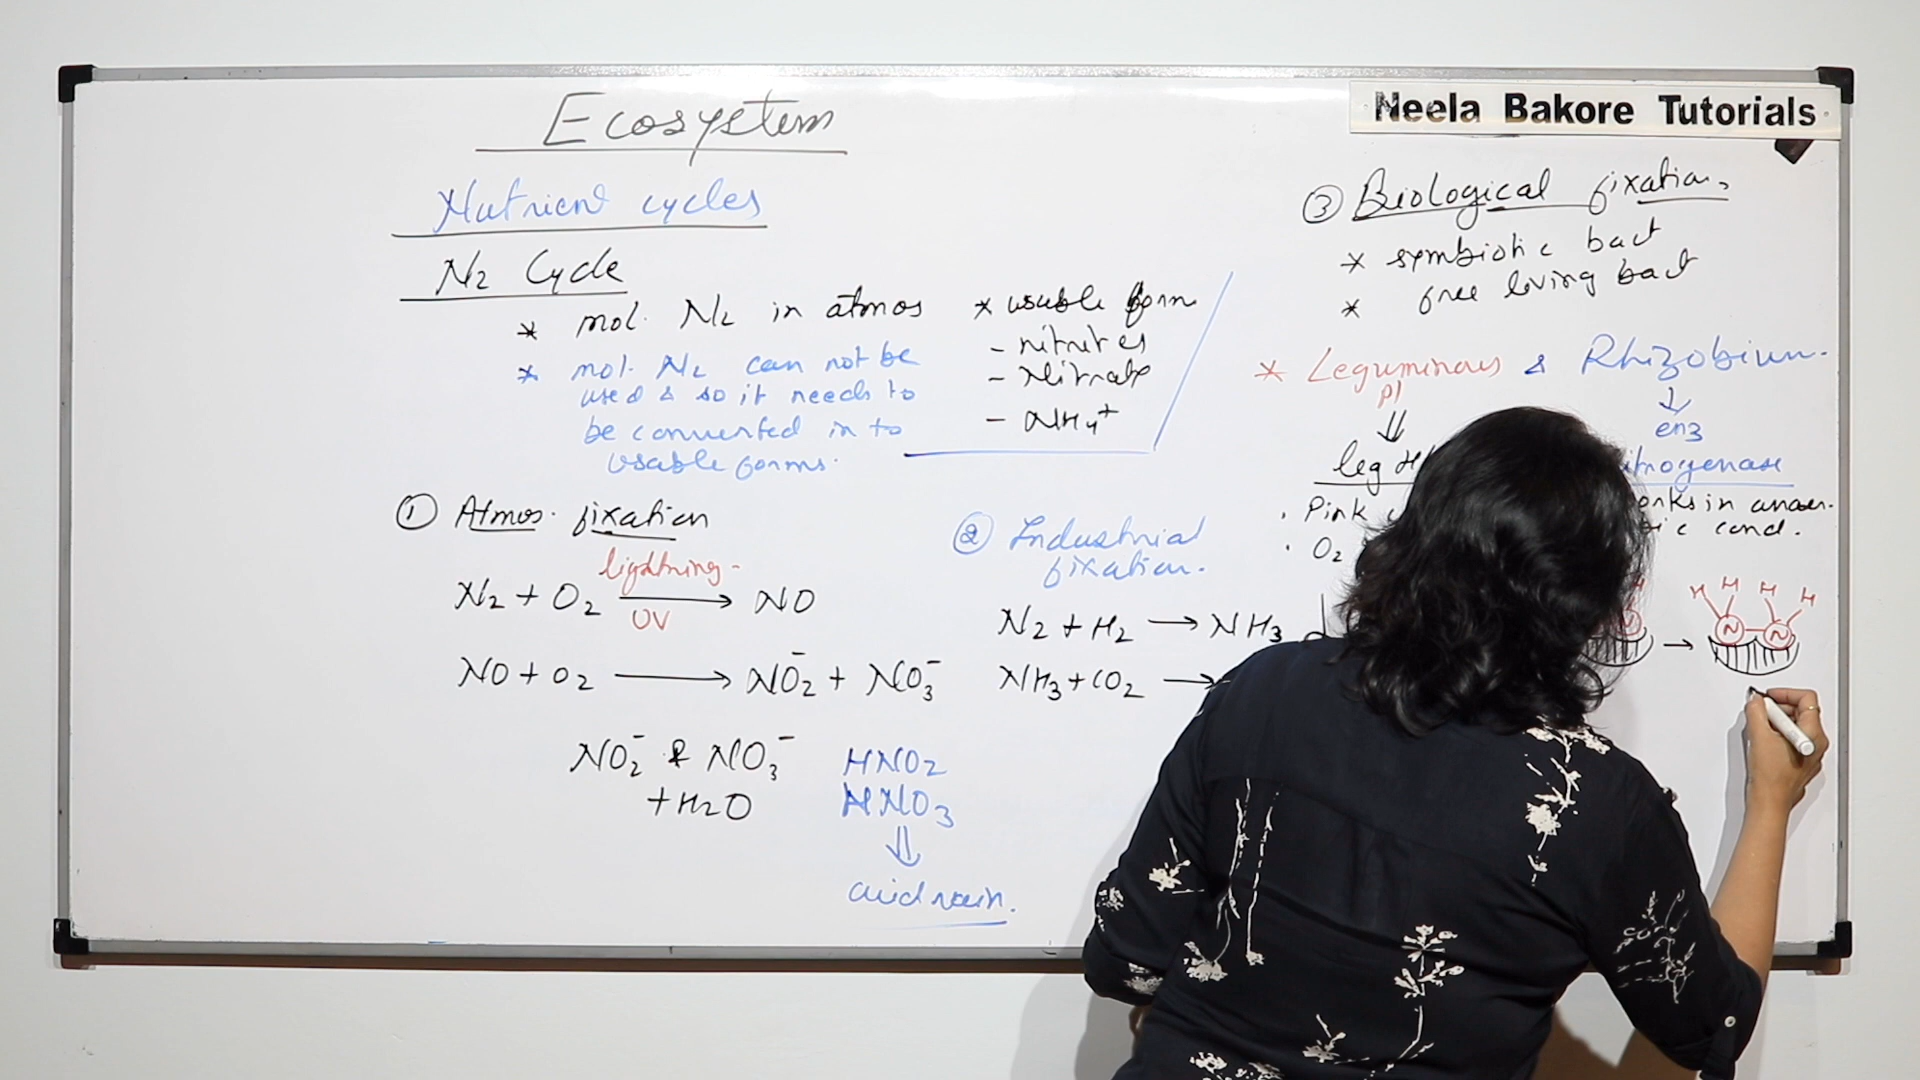 Neela Bakore Tutorials
Ecosystem
Nutrient cycles
N2 Cycle
* mol. N2 in atmos
* mol. N2 can not be
used & so it needs to
be converted in to
usable forms.
* usable form
- nitrites
- Nitrate
- NH4+
① Atmos. fixation
N2 + O2 lightning UV → NO
NO + O2 → NO2- + NO3-
NO2- & NO3-
+ H2O
HNO2
HNO3
⇓
acid rain.
② Industrial
fixation.
N2 + H2 → NH3
NH3 + CO2 →
③ Biological fixation.
* symbiotic bact
* free living bact
* Leguminous & Rhizobium.
pl ↓
⇓ enz
leg
. Pink
in anaer-
cond.
. O2
H H H H
N → N N